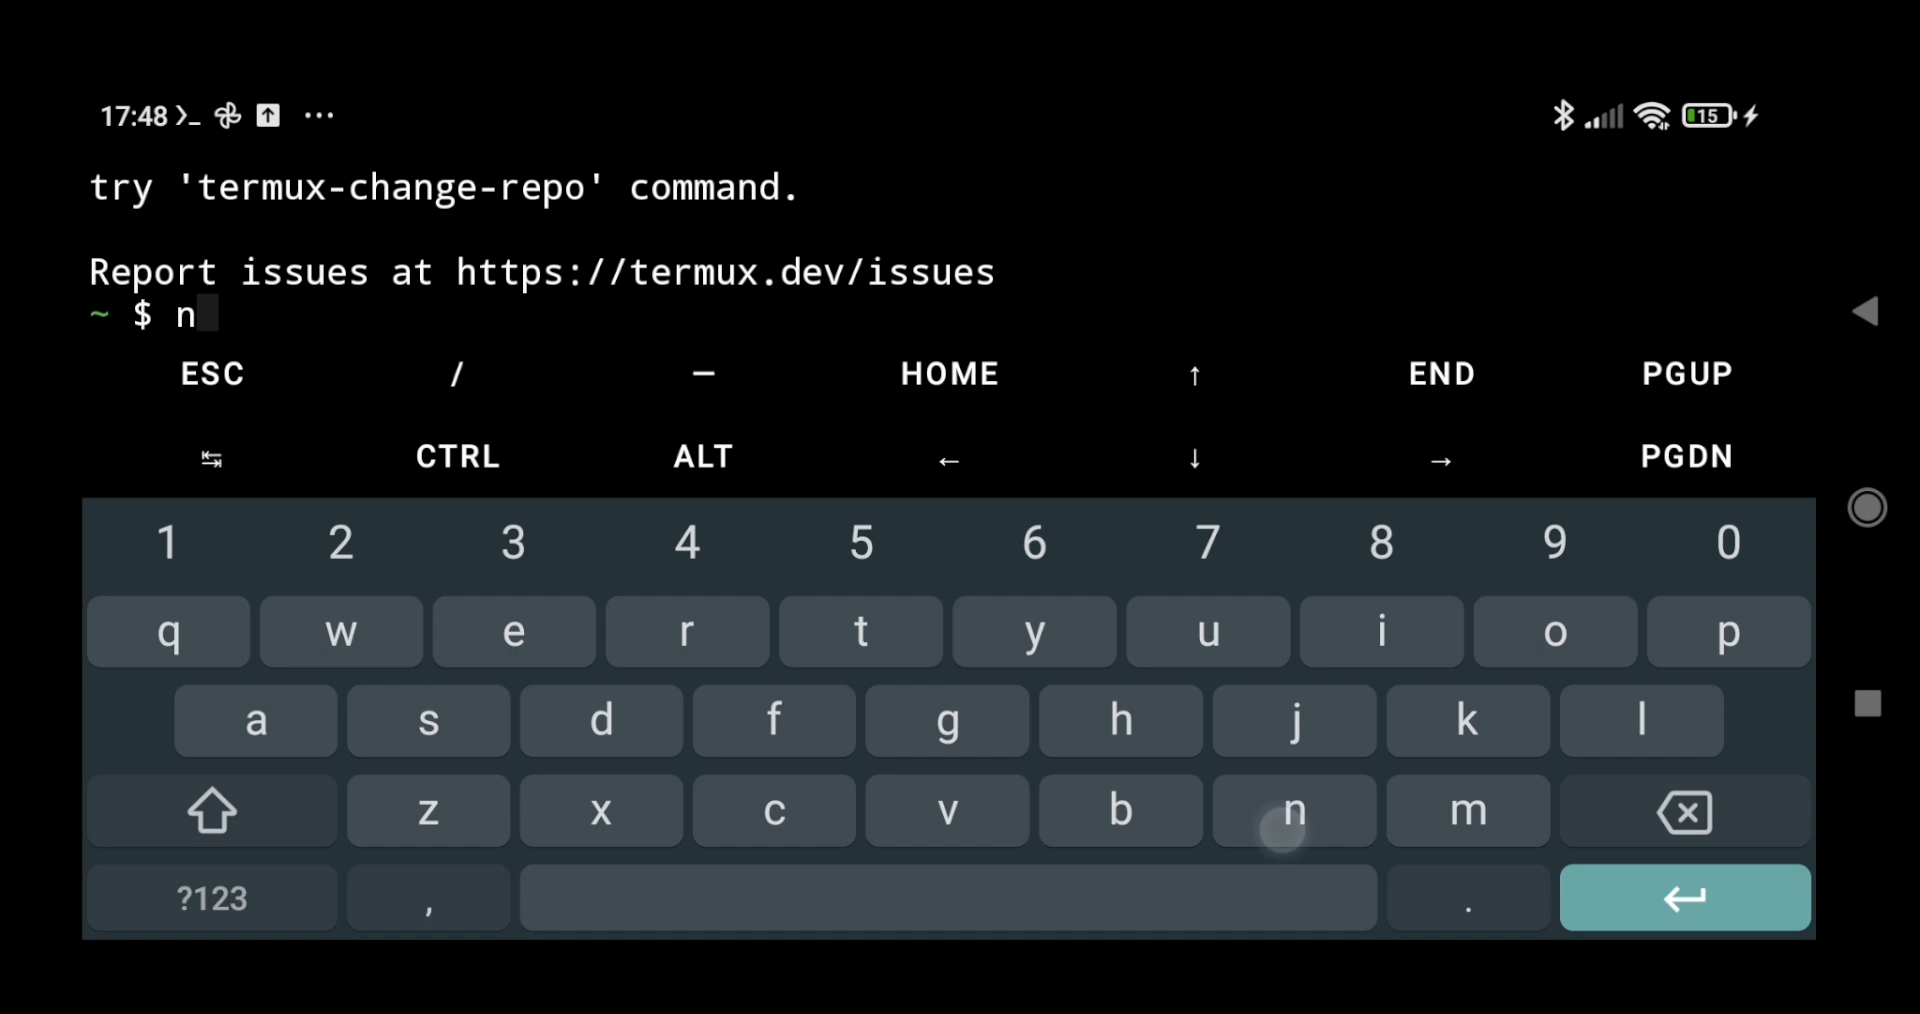 17:48
15
try 'termux-change-repo' command.
Report issues at https://termux.dev/issues
~ $ n
ESC / — HOME ↑ END PGUP
↹ CTRL ALT ← ↓ → PGDN
1 2 3 4 5 6 7 8 9 0
q w e r t y u i o p
a s d f g h j k l
z x c v b n m
?123 , .